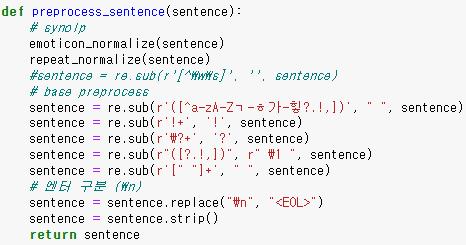 def preprocess_sentence(sentence):
    # synoip
    emoticon_normalize(sentence)
    repeat_normalize(sentence)
    #sentence = re.sub(r'[^₩w₩s]', '', sentence)
    # base preprocess
    sentence = re.sub(r'([^a-zA-Zㄱ-ㅎ가-힣?.!,])', " ", sentence)
    sentence = re.sub(r'!+', '!', sentence)
    sentence = re.sub(r'₩?+', '?', sentence)
    sentence = re.sub(r"([?.!,])", r" ₩1 ", sentence)
    sentence = re.sub(r'[" "]+', " ", sentence)
    # 엔터 구분 (₩n)
    sentence = sentence.replace("₩n", "<EOL>")
    sentence = sentence.strip()
    return sentence